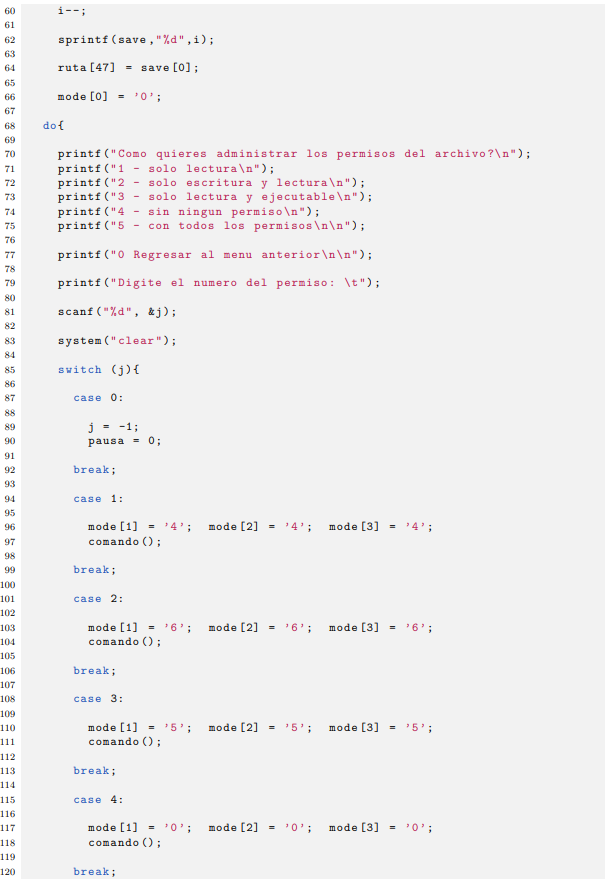 60 i--;
61
62 sprintf(save,"%d",i);
63
64 ruta[47] = save[0];
65
66 mode[0] = '0';
67
68 do{
69
70 printf("Como quieres administrar los permisos del archivo?\n");
71 printf("1 - solo lectura\n");
72 printf("2 - solo escritura y lectura\n");
73 printf("3 - solo lectura y ejecutable\n");
74 printf("4 - sin ningun permiso\n");
75 printf("5 - con todos los permisos\n\n");
76
77 printf("0 Regresar al menu anterior\n\n");
78
79 printf("Digite el numero del permiso: \t");
80
81 scanf("%d", &j);
82
83 system("clear");
84
85 switch (j){
86
87 case 0:
88
89 j = -1;
90 pausa = 0;
91
92 break;
93
94 case 1:
95
96 mode[1] = '4'; mode[2] = '4'; mode[3] = '4';
97 comando();
98
99 break;
100
101 case 2:
102
103 mode[1] = '6'; mode[2] = '6'; mode[3] = '6';
104 comando();
105
106 break;
107
108 case 3:
109
110 mode[1] = '5'; mode[2] = '5'; mode[3] = '5';
111 comando();
112
113 break;
114
115 case 4:
116
117 mode[1] = '0'; mode[2] = '0'; mode[3] = '0';
118 comando();
119
120 break;